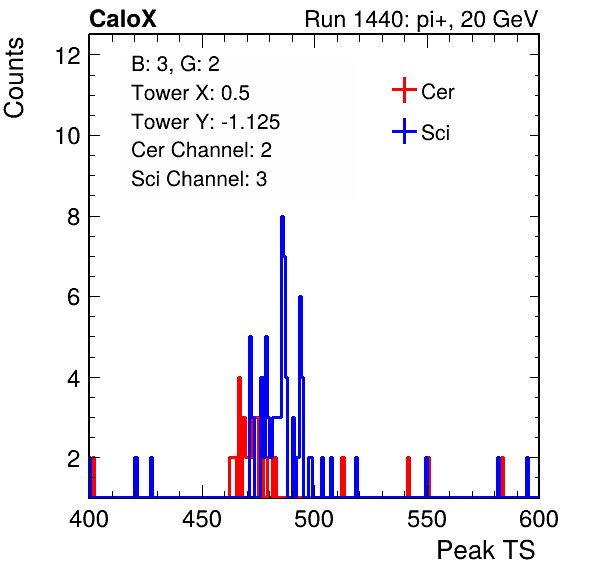 CaloX Run 1440: pi+, 20 GeV
Counts
12
10
8
6
4
2
B: 3, G: 2
Tower X: 0.5
Tower Y: -1.125
Cer Channel: 2
Sci Channel: 3
Cer
Sci
400 450 500 550 600
Peak TS